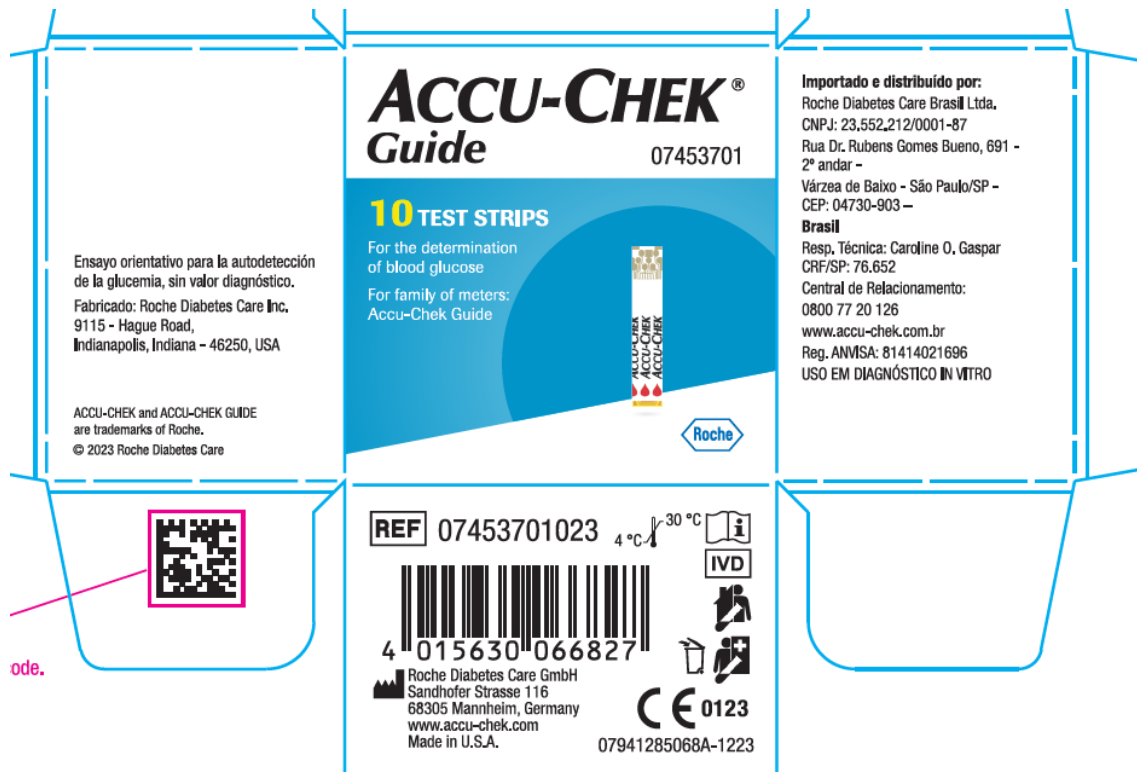 Ensayo orientativo para la autodetección
de la glucemia, sin valor diagnóstico.
Fabricado: Roche Diabetes Care Inc.
9115 - Hague Road,
Indianapolis, Indiana - 46250, USA
ACCU-CHEK and ACCU-CHEK GUIDE
are trademarks of Roche.
© 2023 Roche Diabetes Care
ACCU-CHEK®
Guide
07453701
10 TEST STRIPS
For the determination
of blood glucose
For family of meters:
Accu-Chek Guide
ACCU-CHEK
ACCU-CHEK
ACCU-CHEK
Roche
Importado e distribuído por:
Roche Diabetes Care Brasil Ltda.
CNPJ: 23.552.212/0001-87
Rua Dr. Rubens Gomes Bueno, 691 -
2º andar -
Várzea de Baixo - São Paulo/SP -
CEP: 04730-903 –
Brasil
Resp. Técnica: Caroline O. Gaspar
CRF/SP: 76.652
Central de Relacionamento:
0800 77 20 126
www.accu-chek.com.br
Reg. ANVISA: 81414021696
USO EM DIAGNÓSTICO IN VITRO
ode.
REF 07453701023
4 °C 30 °C
i
IVD
4 015630 066827
Roche Diabetes Care GmbH
Sandhofer Strasse 116
68305 Mannheim, Germany
www.accu-chek.com
Made in U.S.A.
CE 0123
07941285068A-1223